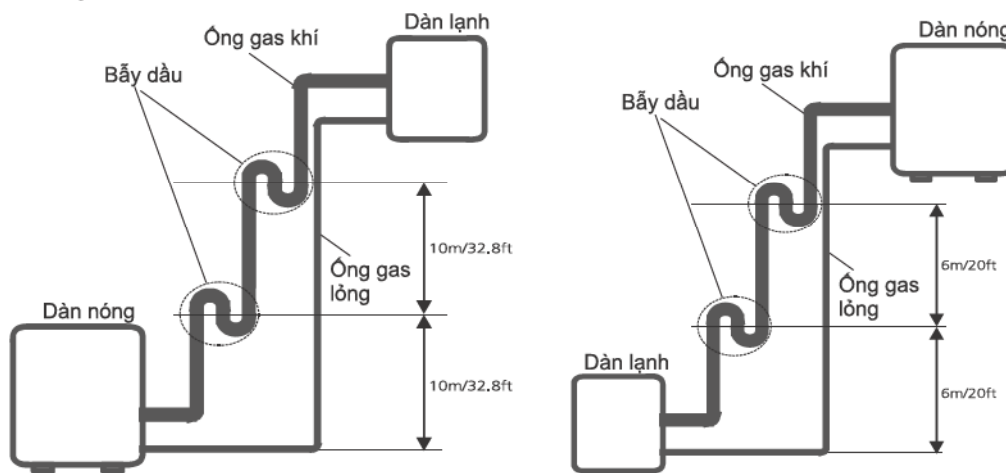 Dàn lạnh
Ống gas khí
Bẫy dầu
10m/32.8ft
Ống gas
lỏng
Dàn nóng
10m/32.8ft
Dàn nóng
Ống gas khí
Bẫy dầu
6m/20ft
Ống gas
lỏng
Dàn lạnh
6m/20ft